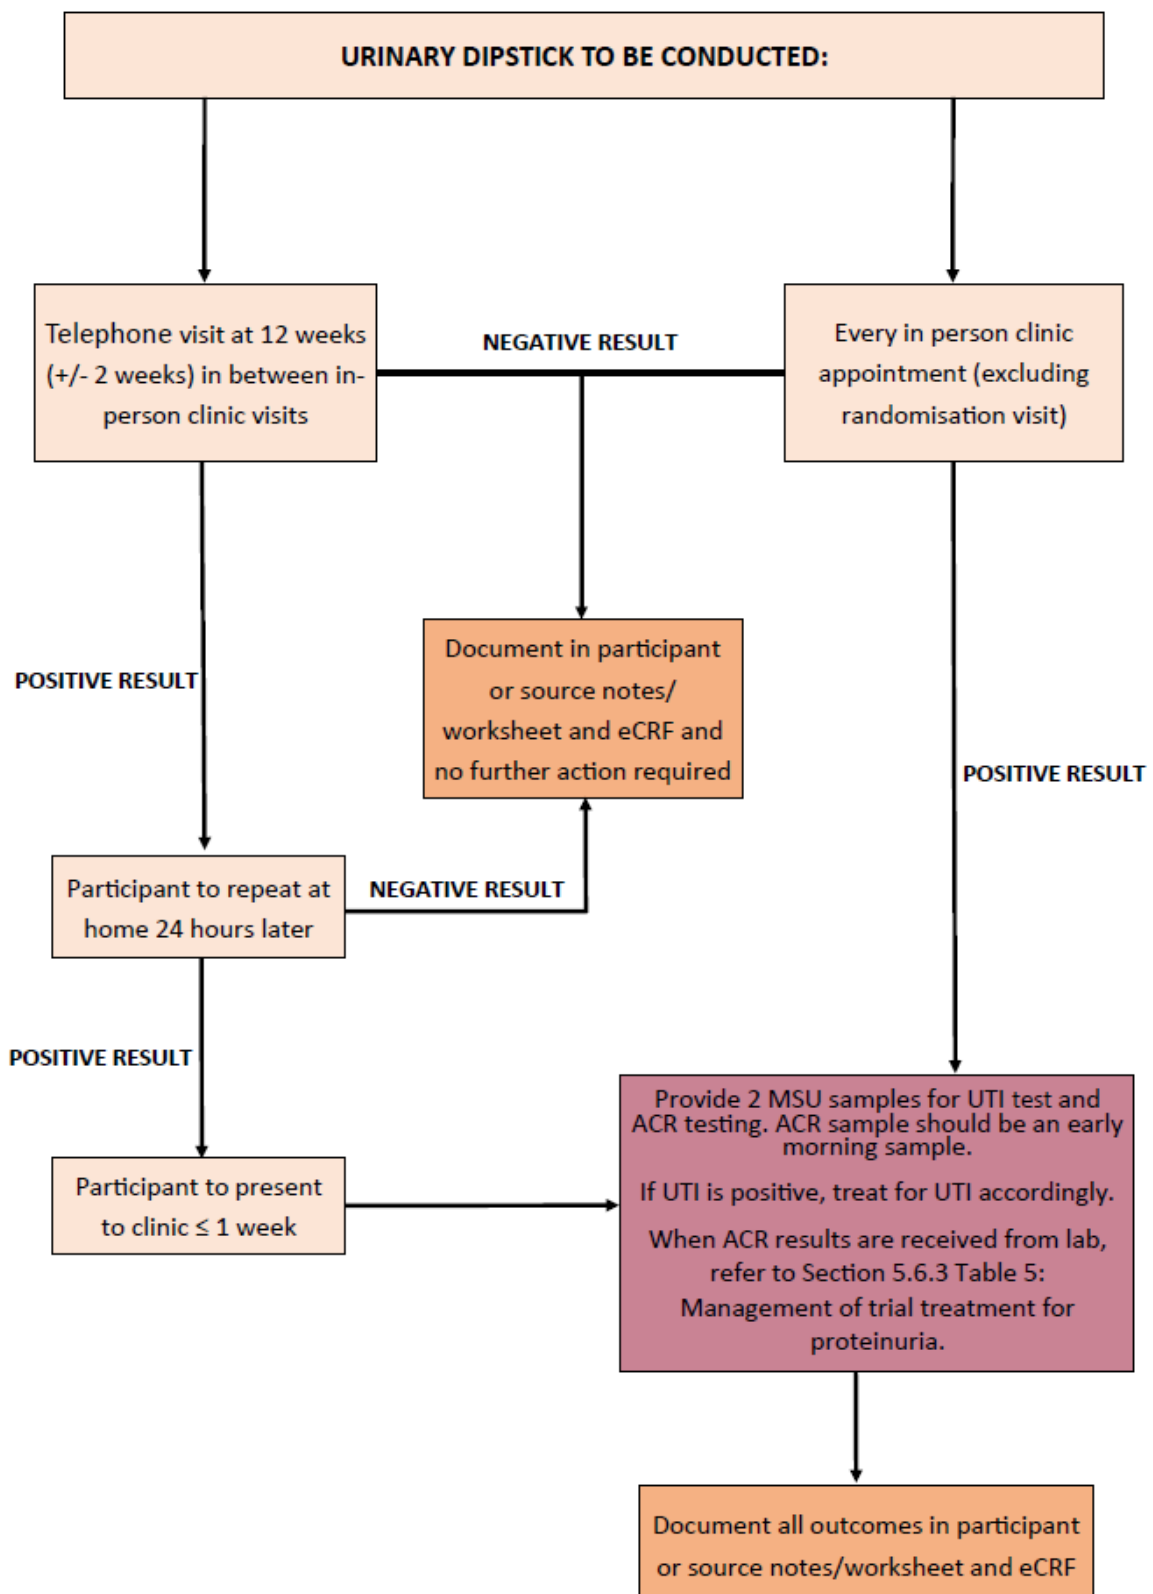 URINARY DIPSTICK TO BE CONDUCTED:
Telephone visit at 12 weeks
(+/- 2 weeks) in between in-
person clinic visits
NEGATIVE RESULT
Every in person clinic
appointment (excluding
randomisation visit)
Document in participant
or source notes/
worksheet and eCRF and
no further action required
POSITIVE RESULT
POSITIVE RESULT
Participant to repeat at
home 24 hours later
NEGATIVE RESULT
POSITIVE RESULT
Participant to present
to clinic ≤ 1 week
Provide 2 MSU samples for UTI test and
ACR testing. ACR sample should be an early
morning sample.
If UTI is positive, treat for UTI accordingly.
When ACR results are received from lab,
refer to Section 5.6.3 Table 5:
Management of trial treatment for
proteinuria.
Document all outcomes in participant
or source notes/worksheet and eCRF